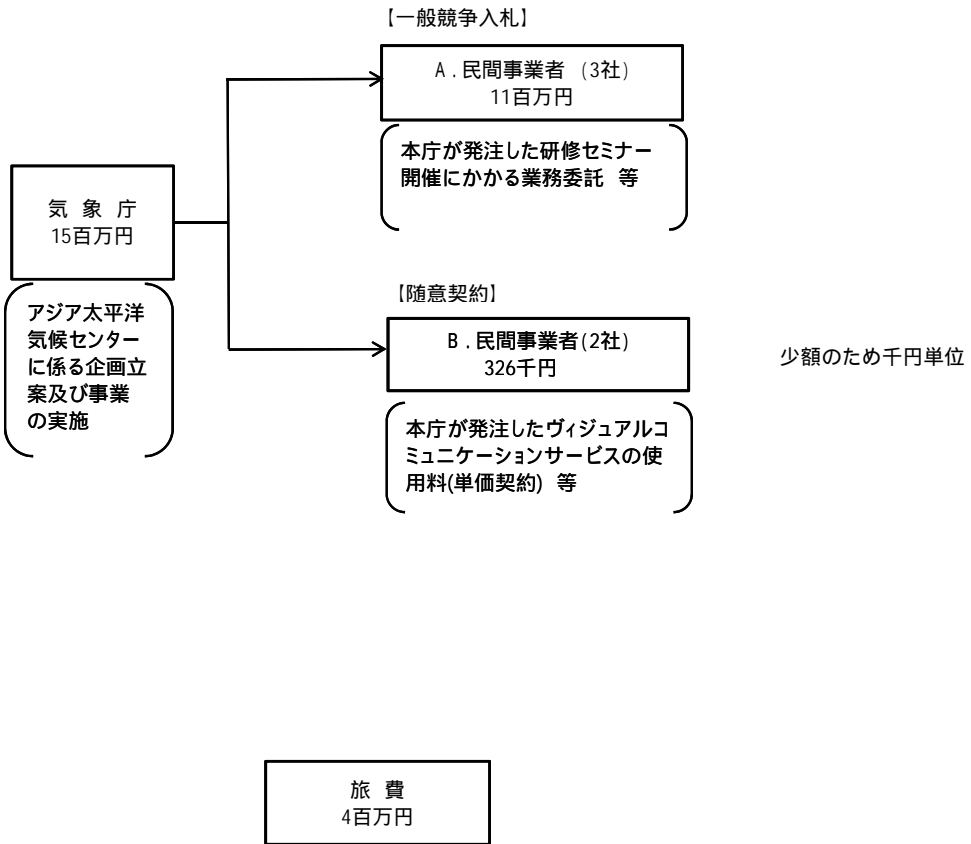 【一般競争入札】
A．民間事業者 (3社)
11百万円
本庁が発注した研修セミナー
開催にかかる業務委託 等
気 象 庁
15百万円
アジア太平洋
気候センター
に係る企画立
案及び事業
の実施
【随意契約】
B．民間事業者(2社)
326千円
少額のため千円単位
本庁が発注したヴィジュアルコ
ミュニケーションサービスの使
用料(単価契約) 等
旅 費
4百万円